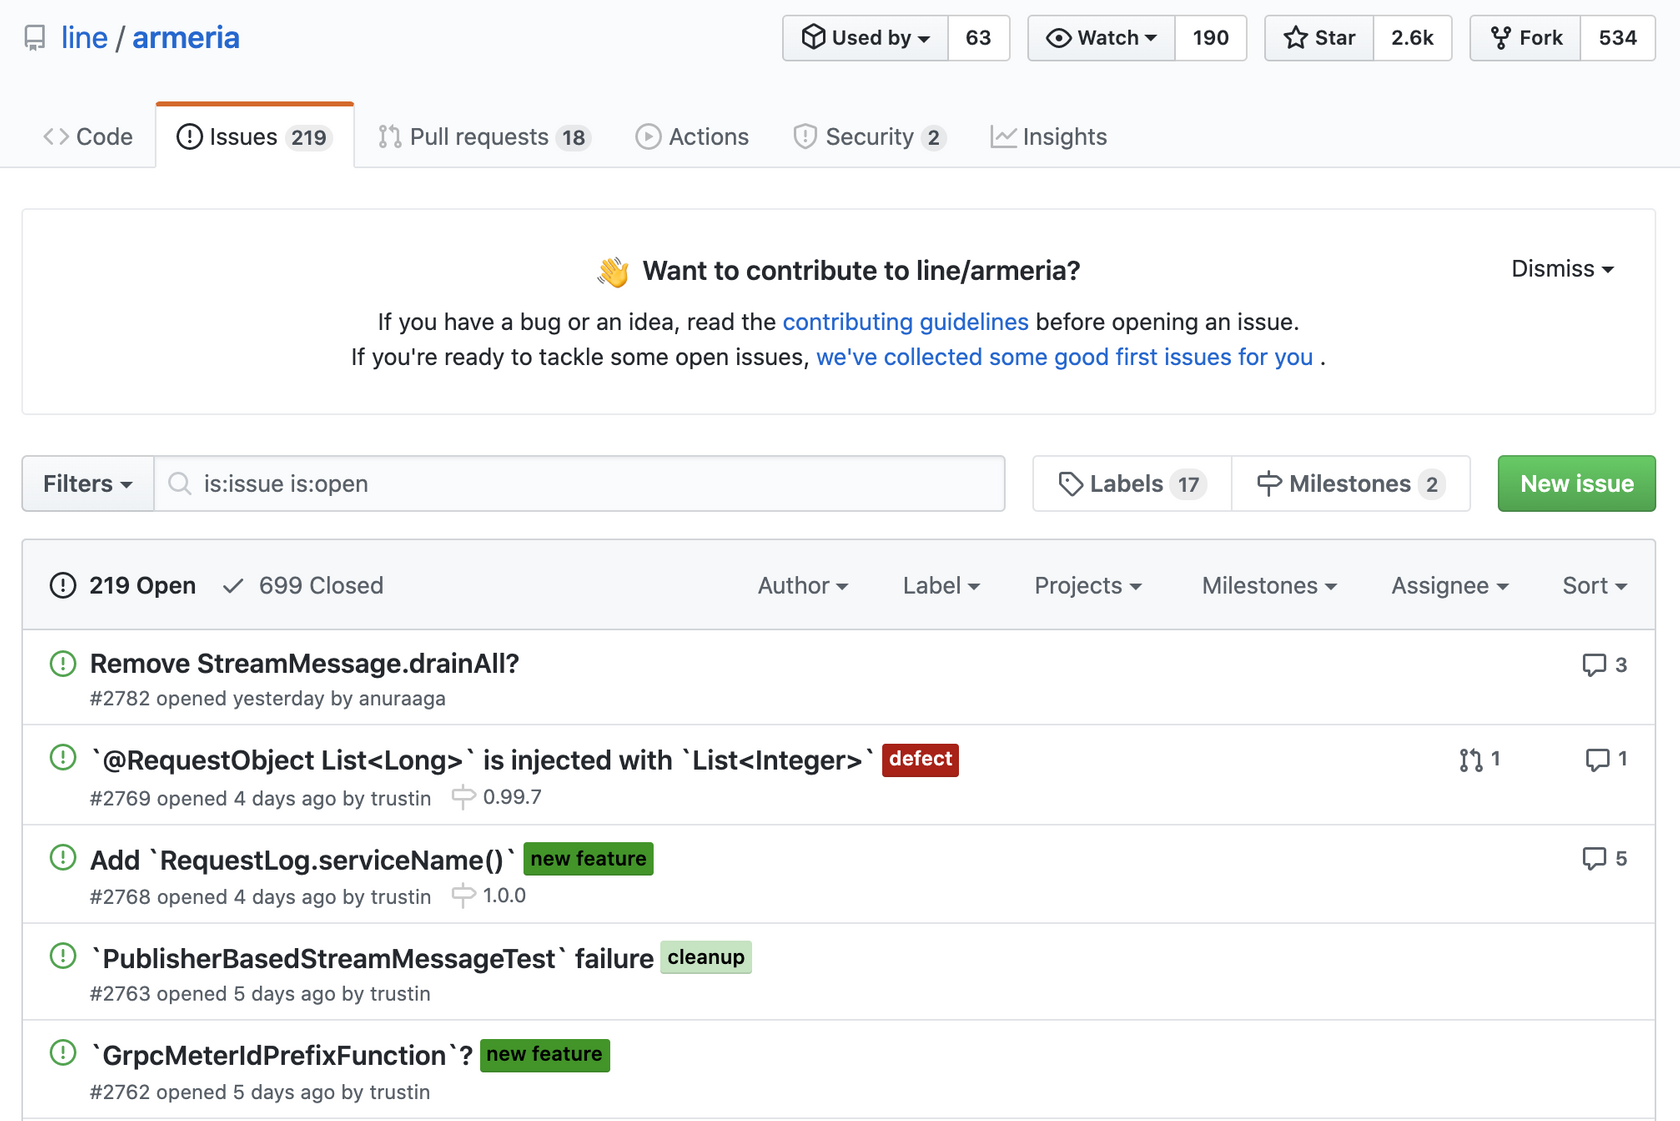 line / armeria
Used by 63 Watch 190 Star 2.6k Fork 534
Code Issues 219 Pull requests 18 Actions Security 2 Insights
👋 Want to contribute to line/armeria? Dismiss
If you have a bug or an idea, read the contributing guidelines before opening an issue.
If you're ready to tackle some open issues, we've collected some good first issues for you .
Filters is:issue is:open Labels 17 Milestones 2 New issue
219 Open 699 Closed Author Label Projects Milestones Assignee Sort
Remove StreamMessage.drainAll? 3
#2782 opened yesterday by anuraaga
`@RequestObject List<Long>` is injected with `List<Integer>` defect 1 1
#2769 opened 4 days ago by trustin 0.99.7
Add `RequestLog.serviceName()` new feature 5
#2768 opened 4 days ago by trustin 1.0.0
`PublisherBasedStreamMessageTest` failure cleanup
#2763 opened 5 days ago by trustin
`GrpcMeterIdPrefixFunction`? new feature
#2762 opened 5 days ago by trustin